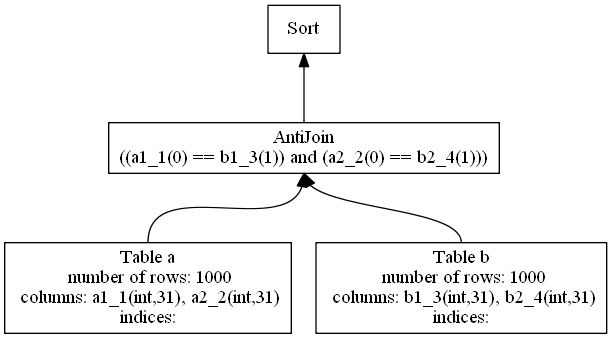 Sort
AntiJoin
((a1_1(0) == b1_3(1)) and (a2_2(0) == b2_4(1)))
Table a
number of rows: 1000
columns: a1_1(int,31), a2_2(int,31)
indices:
Table b
number of rows: 1000
columns: b1_3(int,31), b2_4(int,31)
indices: